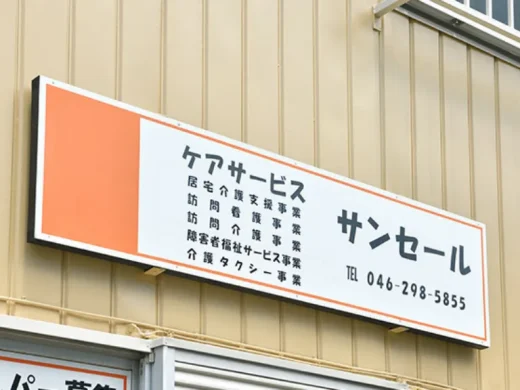 ケアサービス
居宅介護支援事業
訪問看護事業
訪問介護事業
障害者福祉サービス事業
介護タクシー事業
サンセール
TEL 046-298-5855